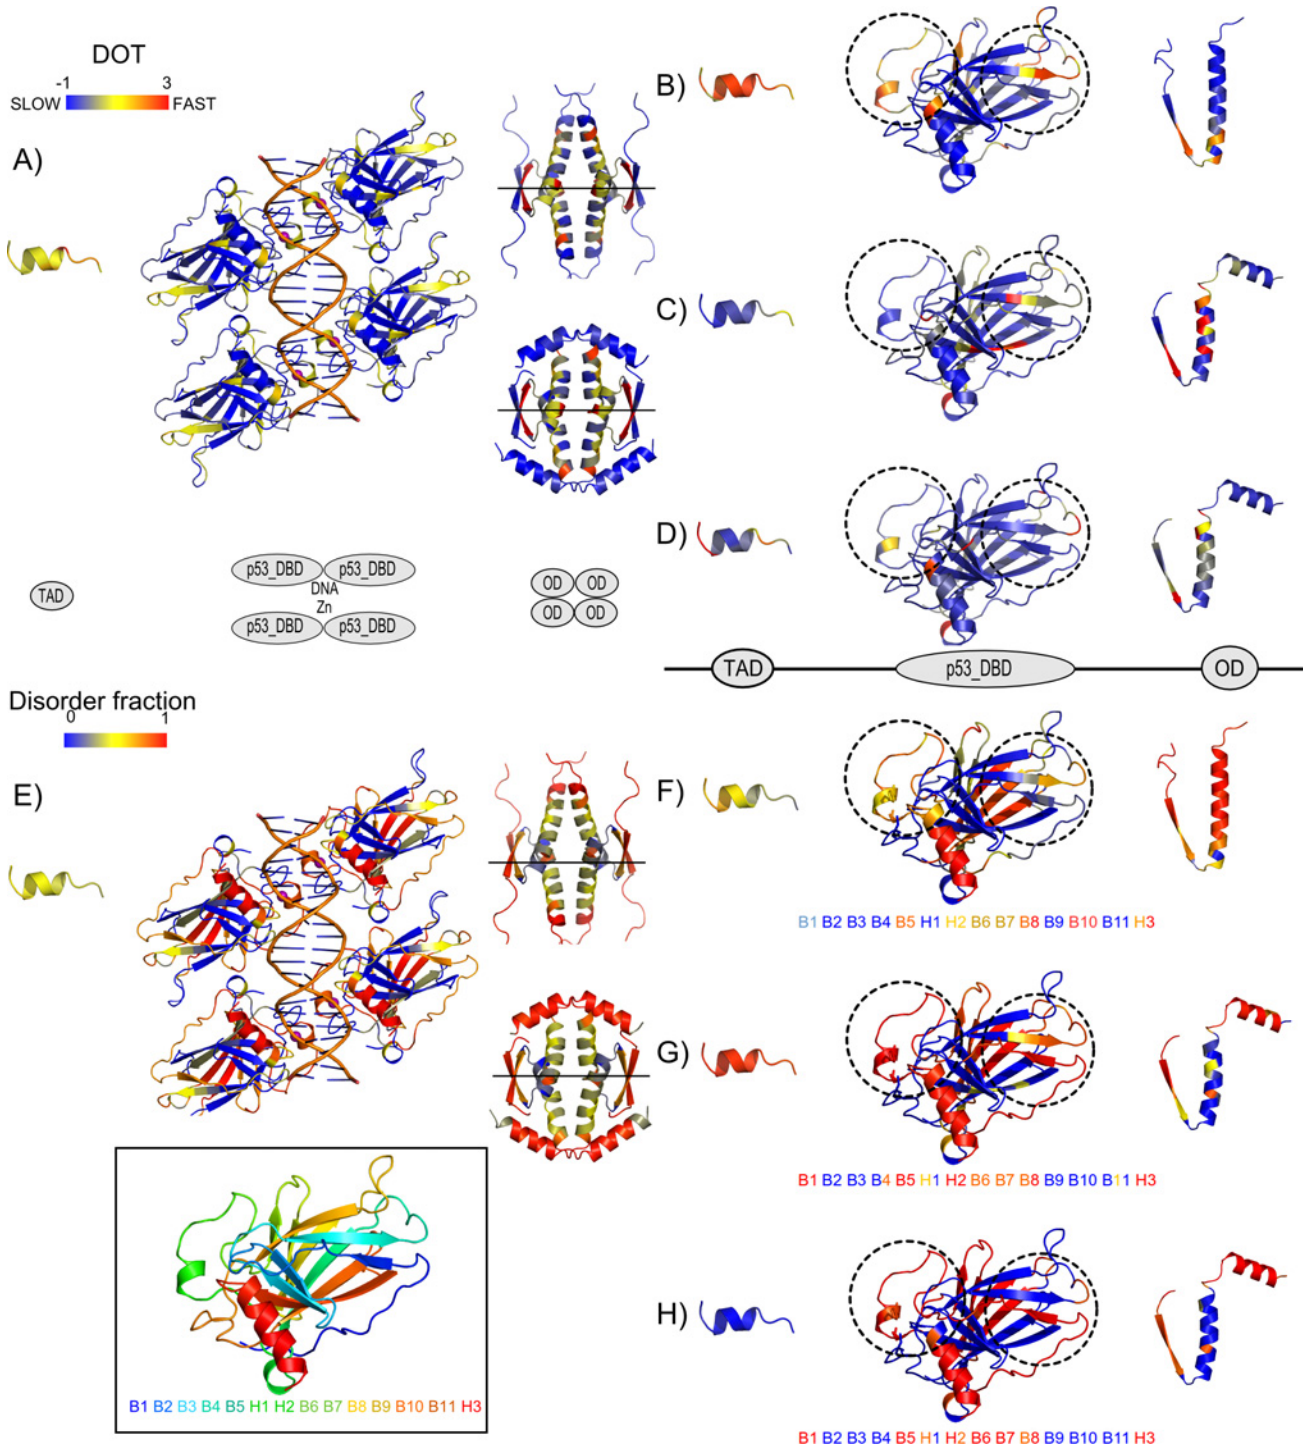 DOT
-1 3
SLOW FAST
A)
B)
C)
D)
TAD
p53_DBD p53_DBD
DNA
Zn
p53_DBD p53_DBD
OD OD
OD OD
TAD p53_DBD OD
Disorder fraction
0 1
E)
F)
B1 B2 B3 B4 B5 H1 H2 B6 B7 B8 B9 B10 B11 H3
G)
B1 B2 B3 B4 B5 H1 H2 B6 B7 B8 B9 B10 B11 H3
H)
B1 B2 B3 B4 B5 H1 H2 B6 B7 B8 B9 B10 B11 H3
B1 B2 B3 B4 B5 H1 H2 B6 B7 B8 B9 B10 B11 H3